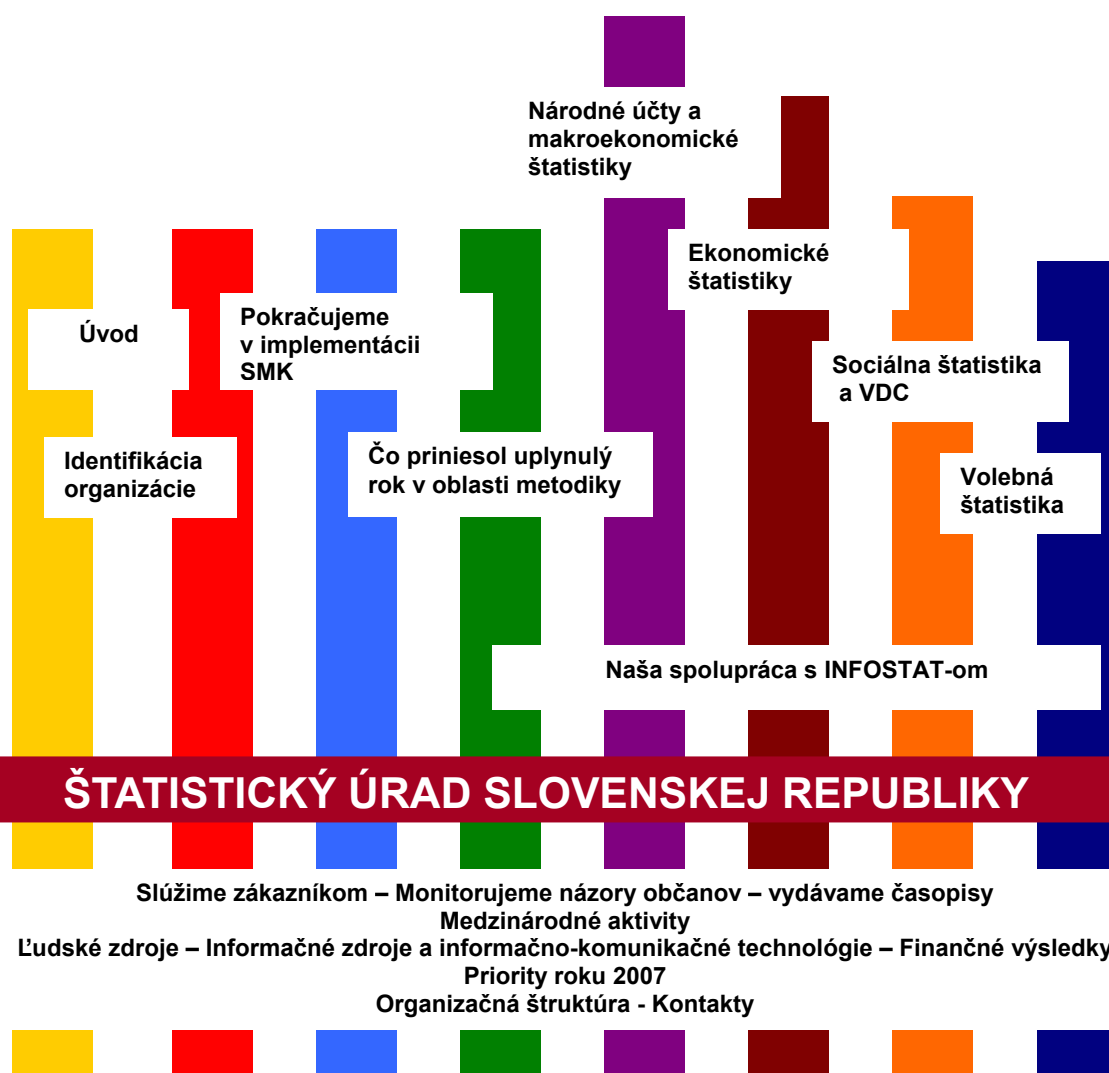 Národné účty a
makroekonomické
štatistiky
Ekonomické
štatistiky
Úvod
Pokračujeme
v implementácii
SMK
Sociálna štatistika
a VDC
Identifikácia
organizácie
Čo priniesol uplynulý
rok v oblasti metodiky
Volebná
štatistika
Naša spolupráca s INFOSTAT-om
ŠTATISTICKÝ ÚRAD SLOVENSKEJ REPUBLIKY
Slúžime zákazníkom – Monitorujeme názory občanov – vydávame časopisy
Medzinárodné aktivity
Ľudské zdroje – Informačné zdroje a informačno-komunikačné technológie – Finančné výsledky
Priority roku 2007
Organizačná štruktúra - Kontakty